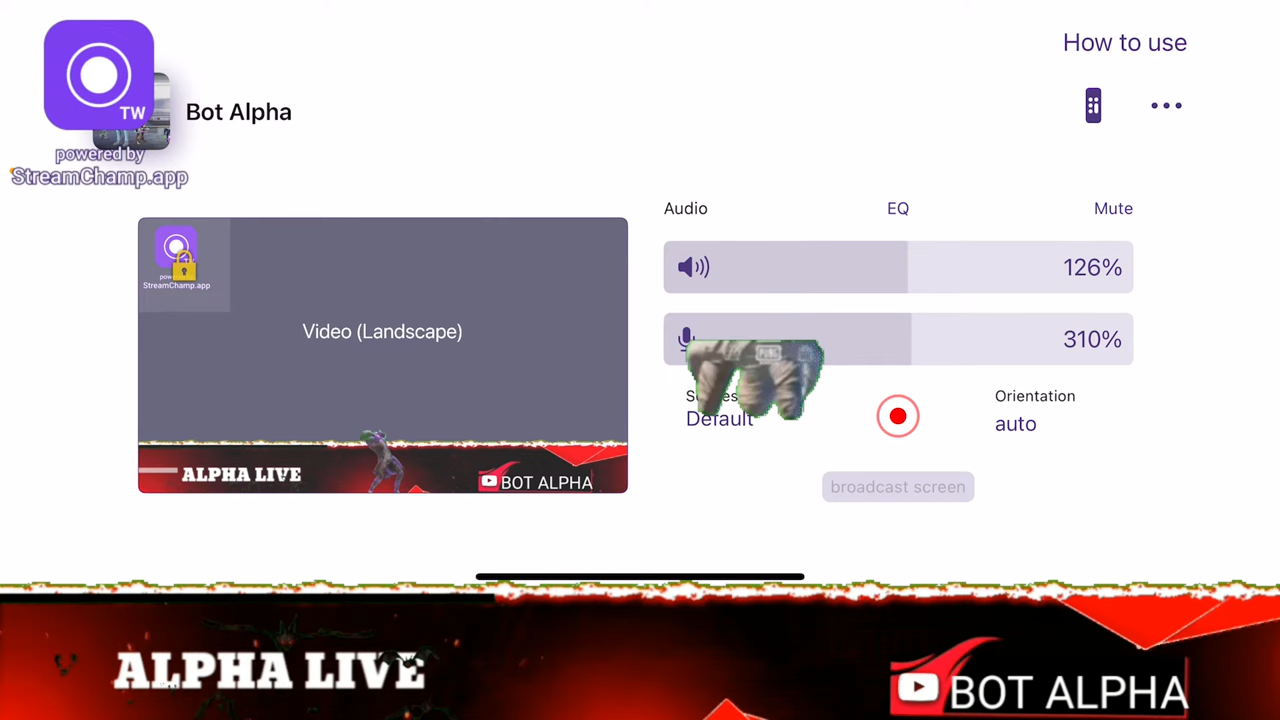 How to use
TW
Bot Alpha
powered by
StreamChamp.app
Audio
EQ
Mute
126%
StreamChamp.app
Video (Landscape)
310%
PUBG
Default
Orientation
auto
ALPHA LIVE
BOT ALPHA
broadcast screen
ALPHA LIVE
BOT ALPHA